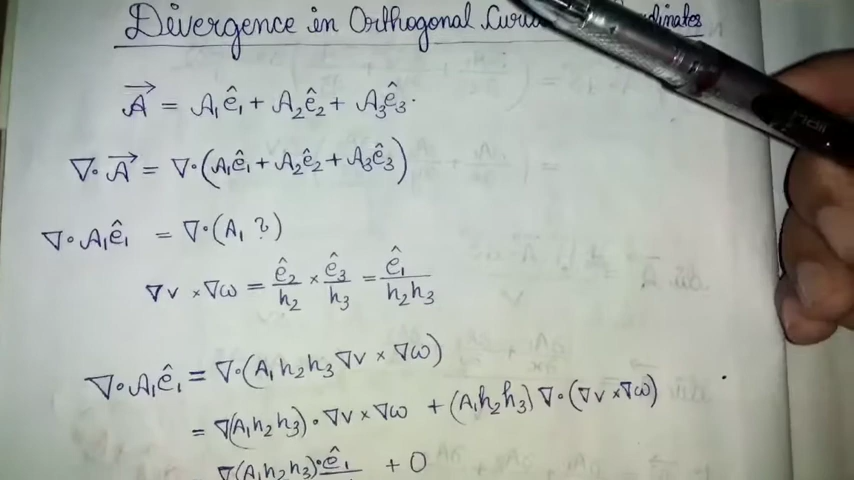 Divergence in Orthogonal
A⃗ = A₁ê₁ + A₂ê₂ + A₃ê₃.
∇·A⃗ = ∇·(A₁ê₁ + A₂ê₂ + A₃ê₃)
∇·A₁ê₁ = ∇·(A₁ ?)
∇v × ∇ω = ê₂/h₂ × ê₃/h₃ = ê₁/h₂h₃
∇·A₁ê₁ = ∇·(A₁h₂h₃ ∇v × ∇ω)
= ∇(A₁h₂h₃)·∇v × ∇ω + (A₁h₂h₃) ∇·(∇v × ∇ω)
∇(A₁h₂h₃)·ê₁ + 0